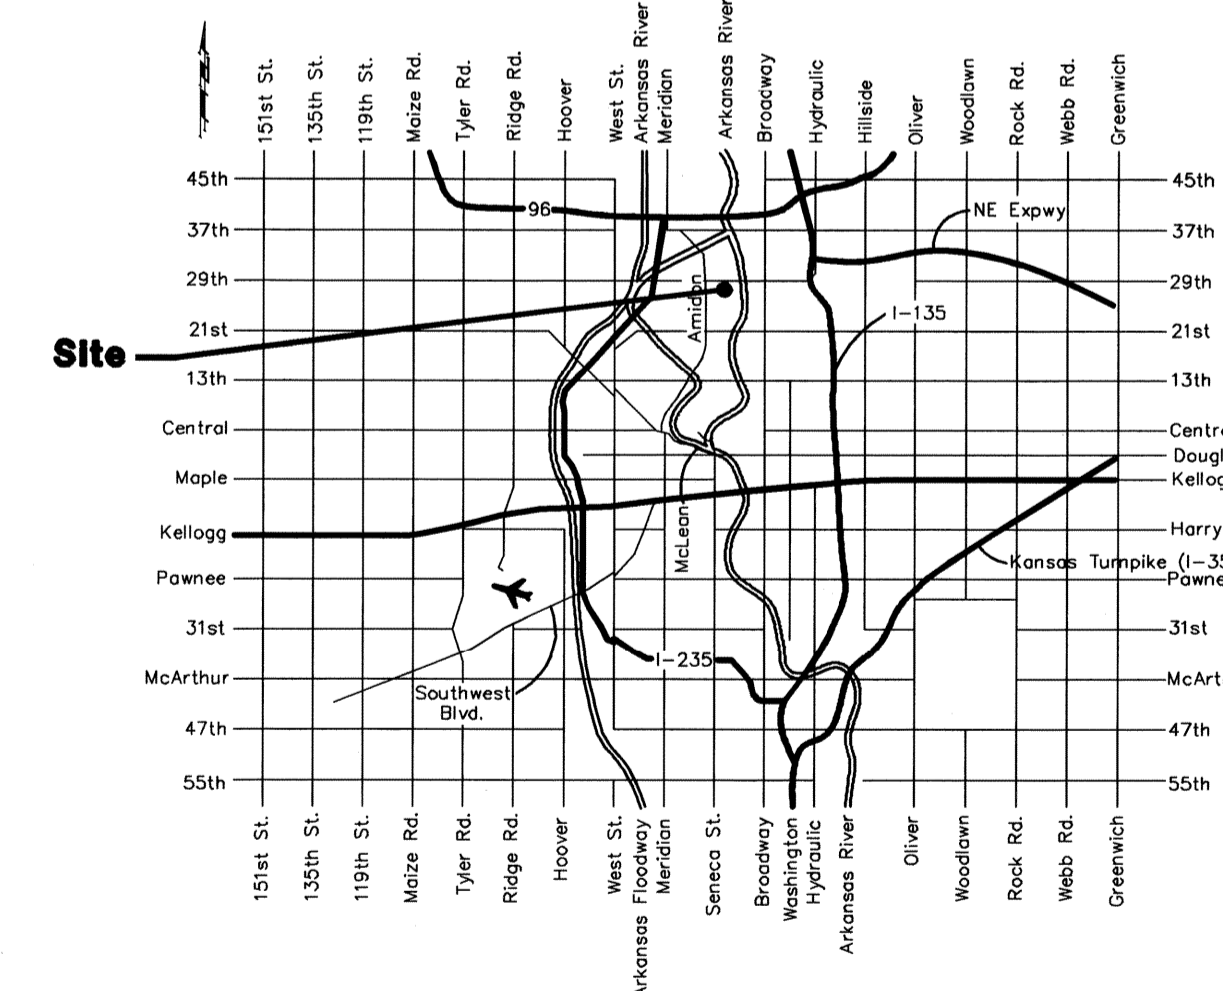 151st St.
135th St.
119th St.
Maize Rd.
Tyler Rd.
Ridge Rd.
Hoover
West St.
Arkansas River
Meridian
Arkansas River
Broadway
Hydraulic
Hillside
Oliver
Woodlawn
Rock Rd.
Webb Rd.
Greenwich
45th
45th
96
NE Expwy
37th
37th
29th
29th
Amidon
I-135
21st
21st
Site
13th
13th
Central
Centr
Dougl
Maple
Kellog
Kellogg
Harry
McLean
Kansas Turnpike (I-35
Pawnee
Pawne
31st
31st
I-235
McArthur
McArt
Southwest
Blvd.
47th
47th
55th
55th
151st St.
135th St.
119th St.
Maize Rd.
Tyler Rd.
Ridge Rd.
Hoover
West St.
Arkansas Floodway
Meridian
Seneca St.
Broadway
Washington
Hydraulic
Arkansas River
Oliver
Woodlawn
Rock Rd.
Webb Rd.
Greenwich